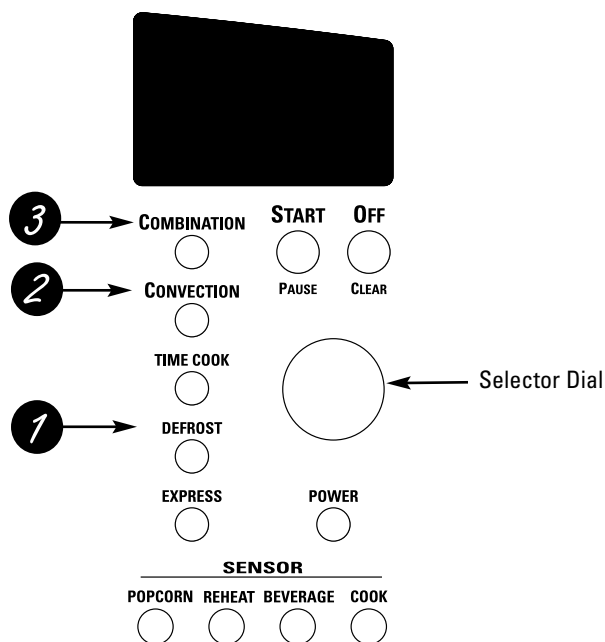 3 COMBINATION START OFF
2 CONVECTION PAUSE CLEAR
TIME COOK
Selector Dial
1 DEFROST
EXPRESS POWER
SENSOR
POPCORN REHEAT BEVERAGE COOK